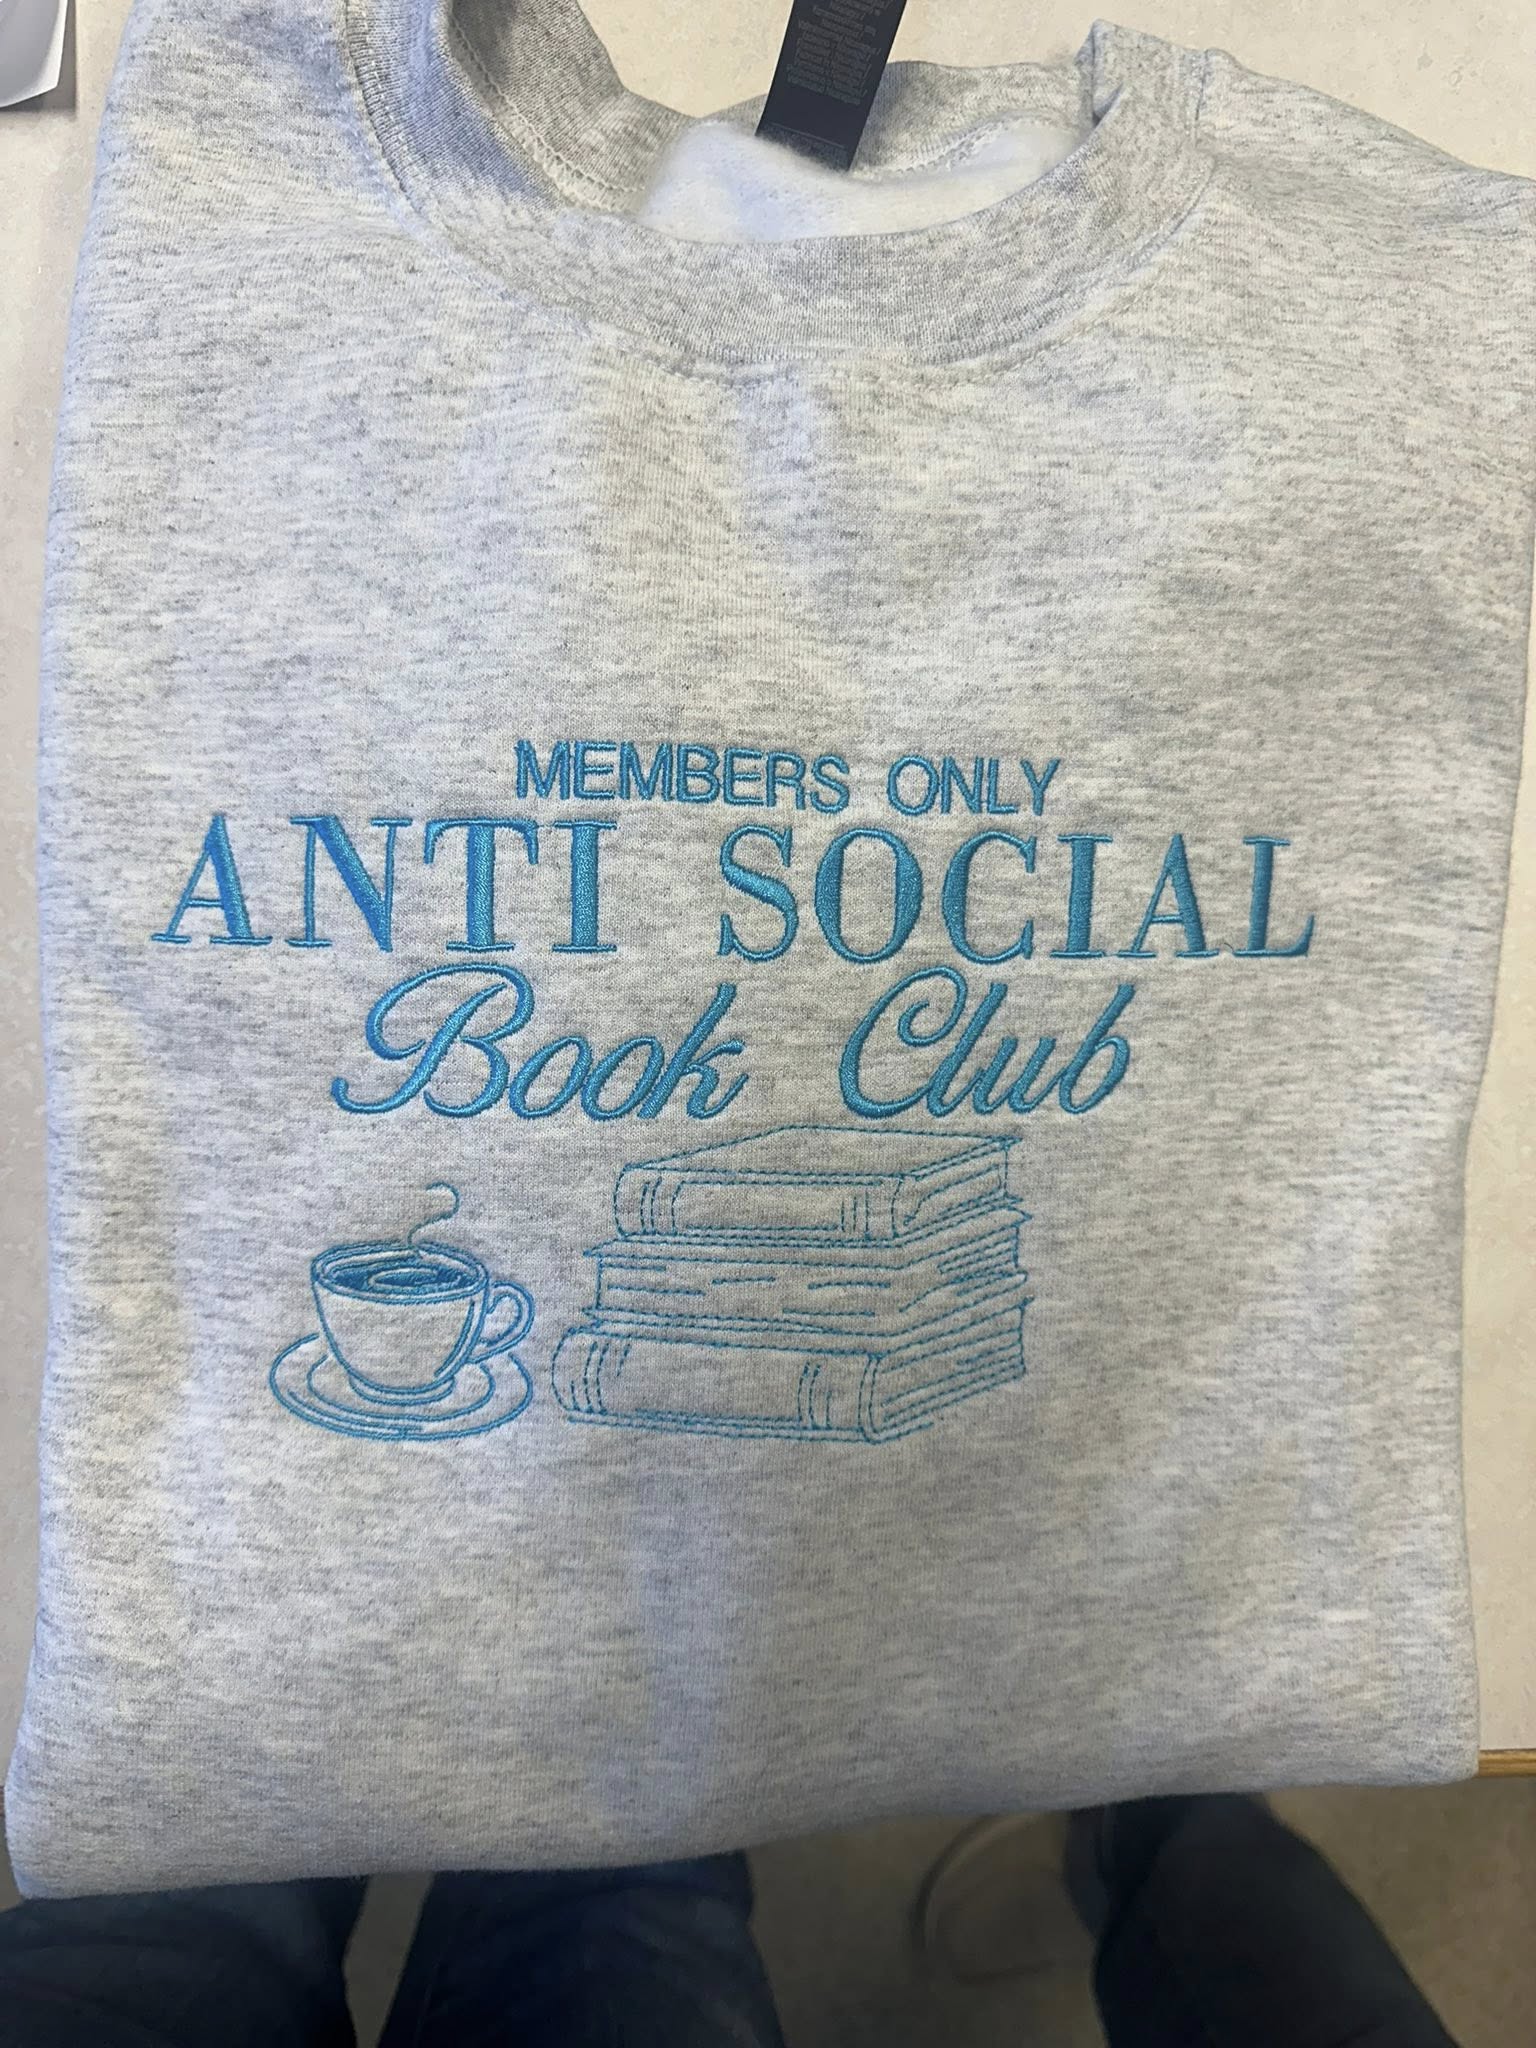 MEMBERS ONLY
ANTI SOCIAL
Book Club